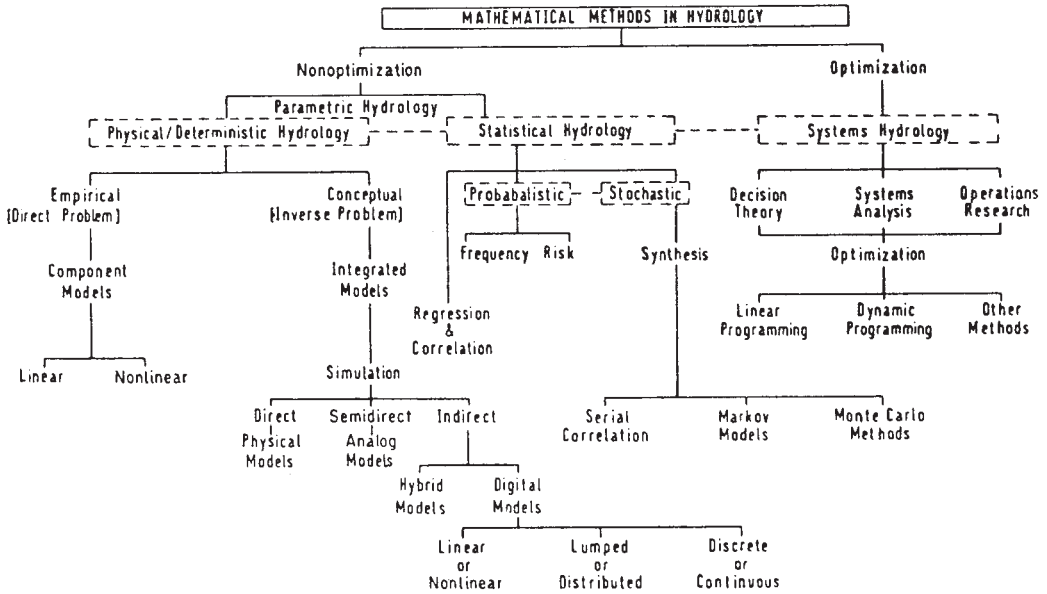 MATHEMATICAL METHODS IN HYDROLOGY
Nonoptimization
Optimization
Parametric Hydrology
Physical/Deterministic Hydrology
Statistical Hydrology
Systems Hydrology
Empirical
[Direct Problem]
Conceptual
[Inverse Problem]
Probabalistic
Stochastic
Decision
Theory
Systems
Analysis
Operations
Research
Frequency Risk
Synthesis
Optimization
Component
Models
Integrated
Models
Regression
&
Correlation
Linear
Programming
Dynamic
Programming
Other
Methods
Linear
Nonlinear
Simulation
Direct
Physical
Models
Semidirect
Analog
Models
Indirect
Serial
Correlation
Markov
Models
Monte Carlo
Methods
Hybrid
Models
Digital
Models
Linear
or
Nonlinear
Lumped
or
Distributed
Discrete
or
Continuous